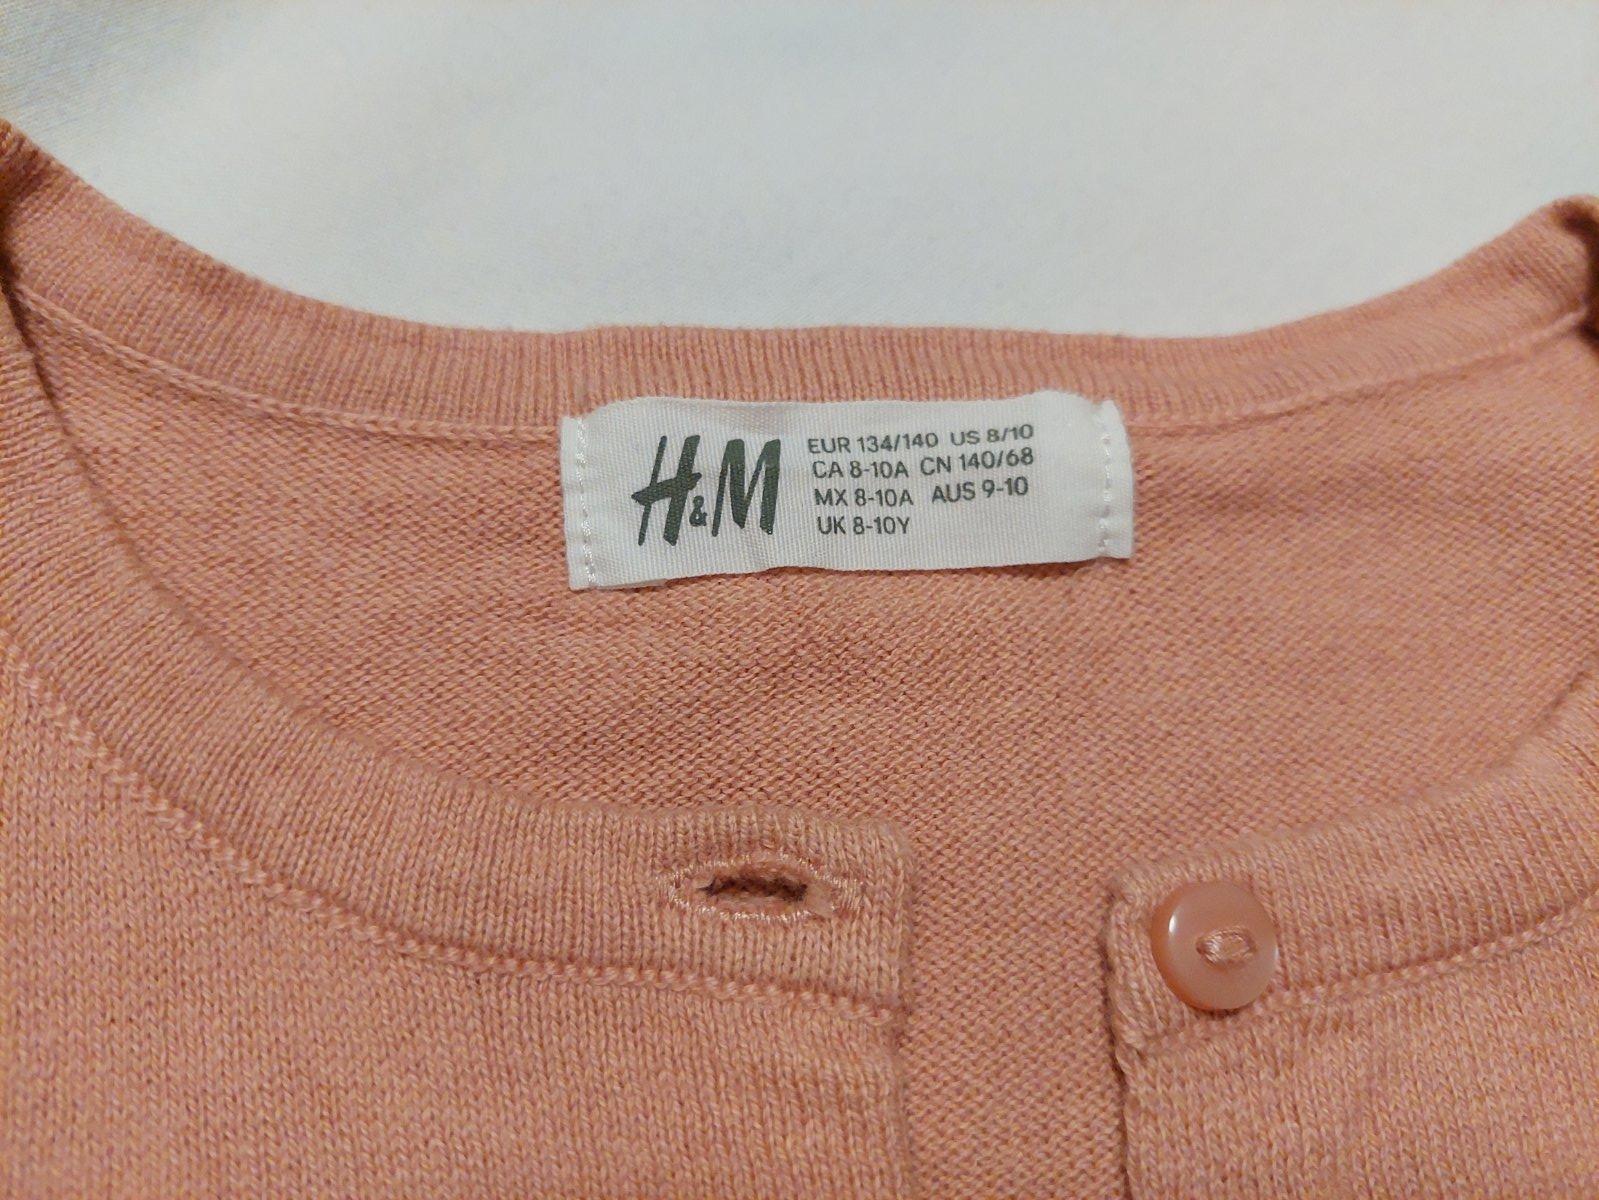 H&M
EUR 134/140 US 8/10
CA 8-10A CN 140/68
MX 8-10A AUS 9-10
UK 8-10Y